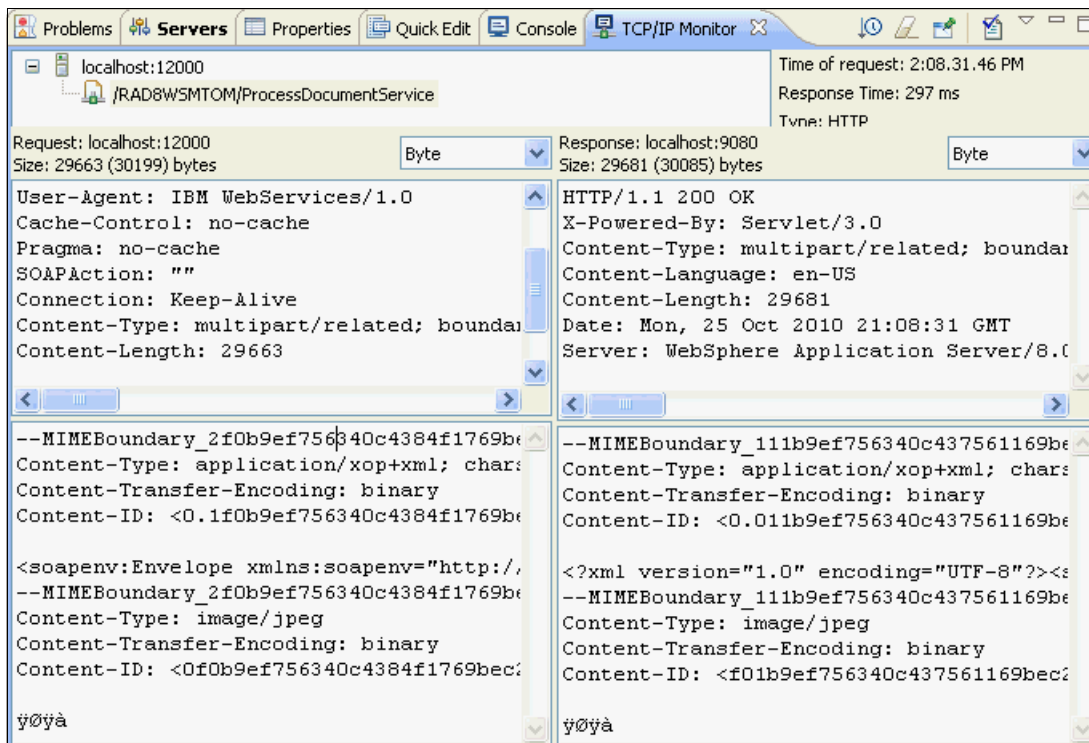 Problems Servers Properties Quick Edit Console TCP/IP Monitor
localhost:12000
/RAD8WSMTOM/ProcessDocumentService
Time of request: 2:08.31.46 PM
Response Time: 297 ms
Type: HTTP
Request: localhost:12000
Size: 29663 (30199) bytes
Byte
Response: localhost:9080
Size: 29681 (30085) bytes
Byte
User-Agent: IBM WebServices/1.0
Cache-Control: no-cache
Pragma: no-cache
SOAPAction: ""
Connection: Keep-Alive
Content-Type: multipart/related; boundar
Content-Length: 29663
HTTP/1.1 200 OK
X-Powered-By: Servlet/3.0
Content-Type: multipart/related; boundar
Content-Language: en-US
Content-Length: 29681
Date: Mon, 25 Oct 2010 21:08:31 GMT
Server: WebSphere Application Server/8.0
--MIMEBoundary_2f0b9ef756340c4384f1769be
Content-Type: application/xop+xml; chars
Content-Transfer-Encoding: binary
Content-ID: <0.1f0b9ef756340c4384f1769be
<soapenv:Envelope xmlns:soapenv="http:/
--MIMEBoundary_2f0b9ef756340c4384f1769be
Content-Type: image/jpeg
Content-Transfer-Encoding: binary
Content-ID: <0f0b9ef756340c4384f1769bec2
ÿØÿà
--MIMEBoundary_111b9ef756340c437561169be
Content-Type: application/xop+xml; chars
Content-Transfer-Encoding: binary
Content-ID: <0.011b9ef756340c437561169be
<?xml version="1.0" encoding="UTF-8"?><s
--MIMEBoundary_111b9ef756340c437561169be
Content-Type: image/jpeg
Content-Transfer-Encoding: binary
Content-ID: <f01b9ef756340c437561169bec2
ÿØÿà